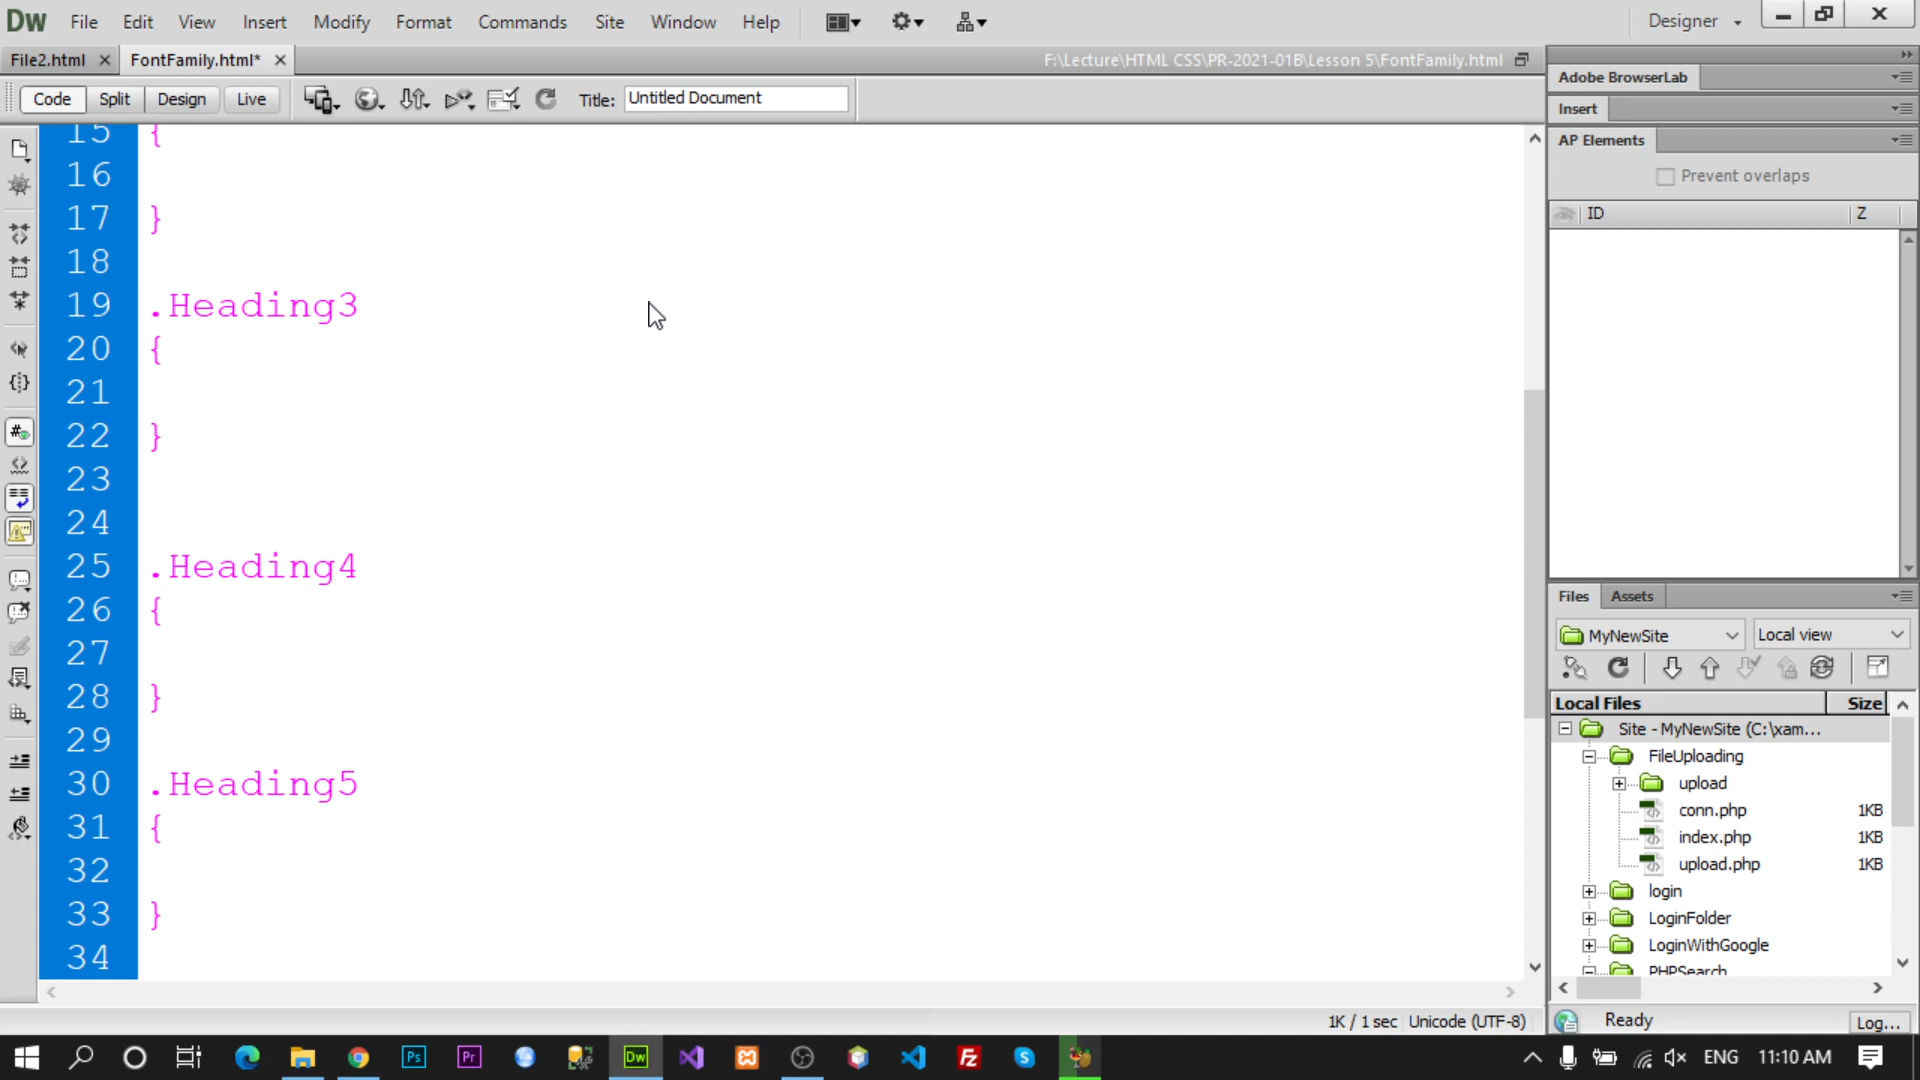 Dw File Edit View Insert Modify Format Commands Site Window Help Designer
File2.html FontFamily.html* F:\Lecture\HTML CSS\PR-2021-01B\Lesson 5\FontFamily.html
Code Split Design Live Title: Untitled Document
Adobe BrowserLab
Insert
AP Elements
Prevent overlaps
ID Z
15 {
16
17 }
18
19 .Heading3
20 {
21
22 }
23
24
25 .Heading4
26 {
27
28 }
29
30 .Heading5
31 {
32
33 }
34
Files Assets
MyNewSite Local view
Local Files Size
Site - MyNewSite (C:\xam...
FileUploading
upload
conn.php 1KB
index.php 1KB
upload.php 1KB
login
LoginFolder
LoginWithGoogle
PHPSearch
1K / 1 sec Unicode (UTF-8)
Ready Log...
Ps Pr Dw Fz S ENG 11:10 AM